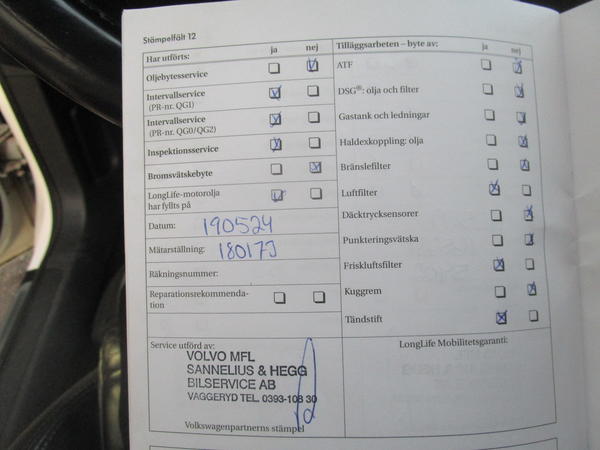 Stämpelfält 12
Har utförts: ja nej
Oljebytesservice
Intervallservice
(PR-nr. QG1)
Intervallservice
(PR-nr. QG0/QG2)
Inspektionsservice
Bromsvätskebyte
LongLife-motorolja
har fyllts på
Datum: 190524
Mätarställning: 180173
Räkningsnummer:
Reparationsrekommenda-
tion
Service utförd av:
VOLVO MFL
SANNELIUS & HEGG
BILSERVICE AB
VAGGERYD TEL. 0393-108 30
Volkswagenpartnerns stämpel
Tilläggsarbeten – byte av: ja nej
ATF
DSG®: olja och filter
Gastank och ledningar
Haldexkoppling: olja
Bränslefilter
Luftfilter
Däcktrycksensorer
Punkteringsvätska
Friskluftsfilter
Kuggrem
Tändstift
LongLife Mobilitetsgaranti: